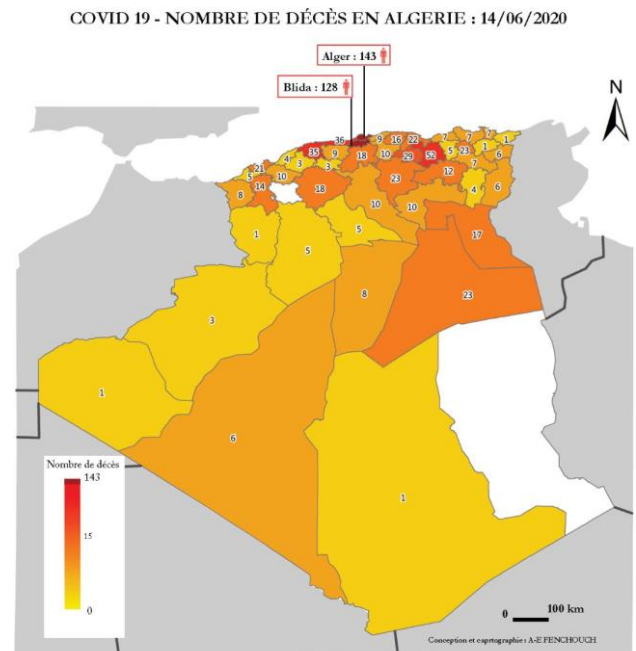 COVID 19 - NOMBRE DE DÉCÈS EN ALGERIE : 14/06/2020
Alger : 143
Blida : 128
N
36 9 16 22 7 7 7 1
35 9 18 10 29 52 5 23 1 6
21 4 3 3 7
5 10 23 12
8 14 18 4 6
10 10
1 5 5 17
8 23
3
1
6
1
Nombre de décès
143
15
0
0 100 km
Conception et caprtographie : A-E FENCHOUCH